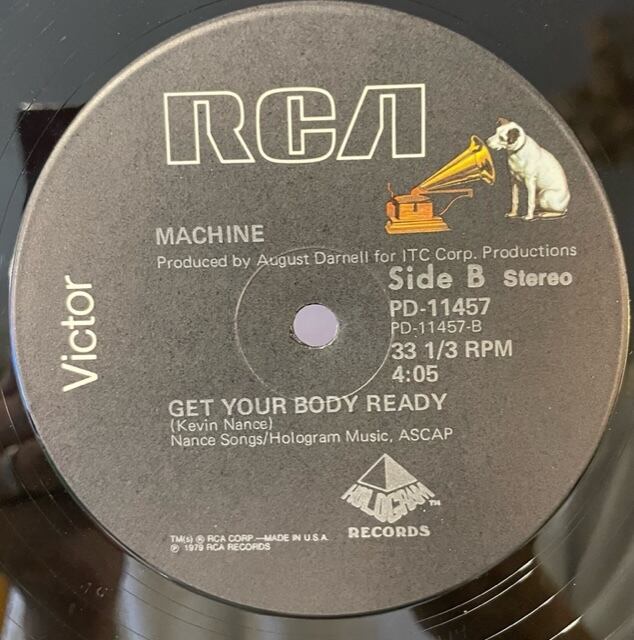 RCA
MACHINE
Produced by August Darnell for ITC Corp. Productions
Side B Stereo
PD-11457
PD-11457-B
33 1/3 RPM
4:05
Victor
GET YOUR BODY READY
(Kevin Nance)
Nance Songs/Hologram Music, ASCAP
HOLOGRAM™
RECORDS
TM(s) ® RCA CORP.—MADE IN U.S.A.
℗ 1979 RCA RECORDS